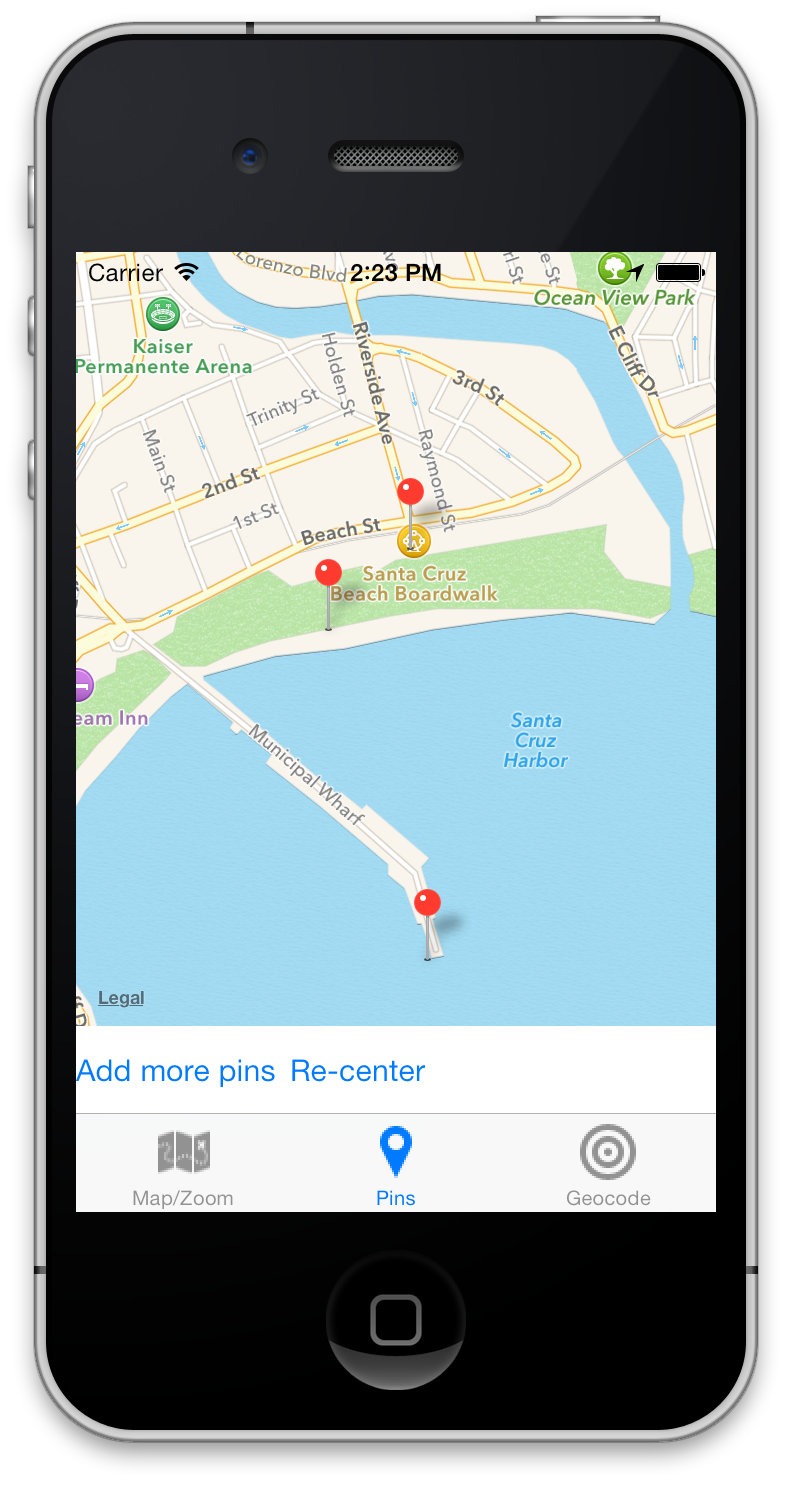 Carrier
2:23 PM
Lorenzo Blvd
Ocean View Park
Kaiser
Permanente Arena
E Cliff Dr
Riverside Ave
Holden St
3rd St
Trinity St
Main St
Raymond St
2nd St
1st St
Beach St
Santa Cruz
Beach Boardwalk
eam Inn
Santa
Cruz
Harbor
Municipal Wharf
Legal
Add more pins
Re-center
Map/Zoom
Pins
Geocode